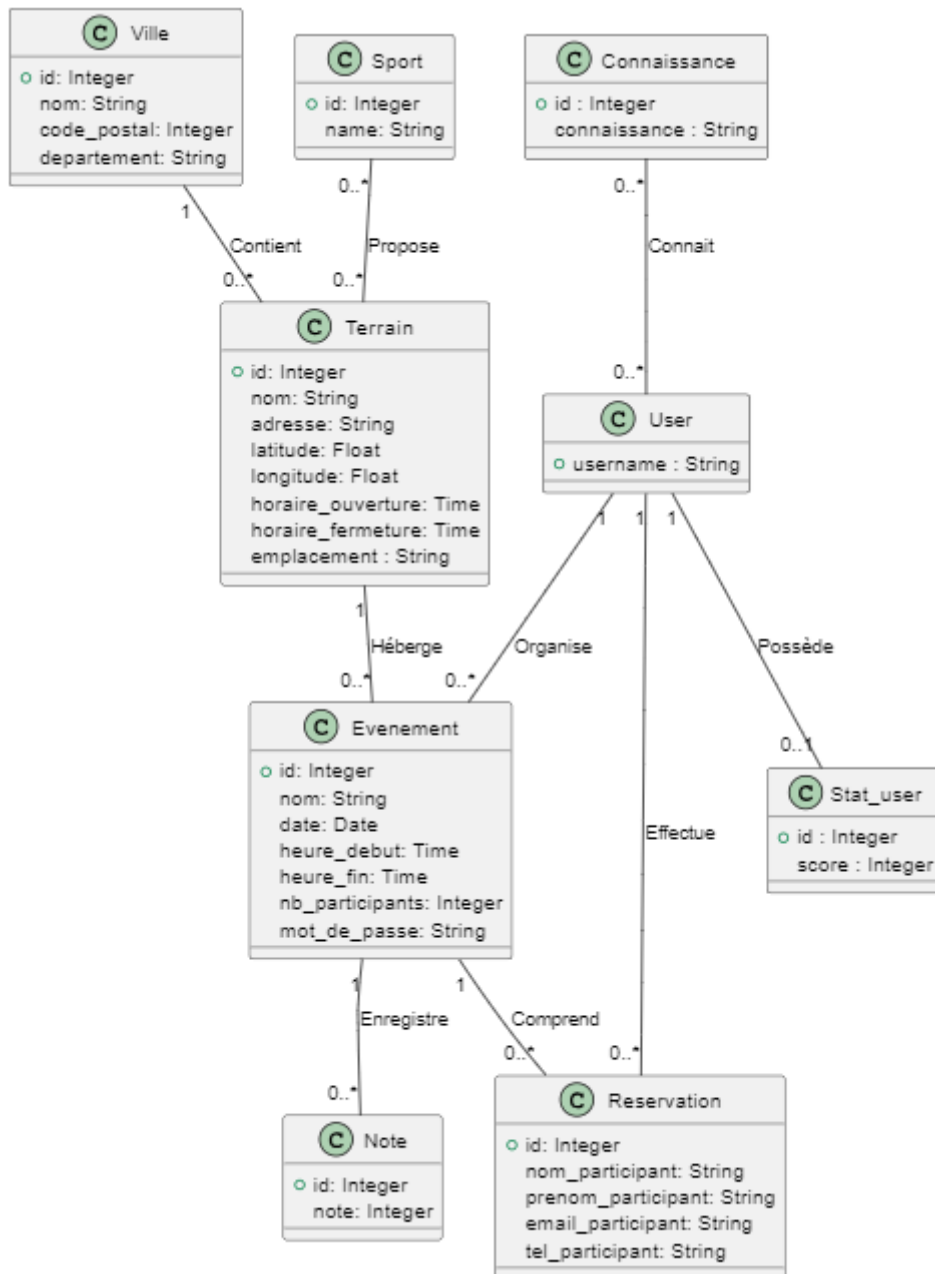 C Ville
id: Integer
nom: String
code_postal: Integer
departement: String
C Sport
id: Integer
name: String
C Connaissance
id : Integer
connaissance : String
1
0..*
0..*
Contient
Propose
Connait
0..*
0..*
0..*
C Terrain
id: Integer
nom: String
adresse: String
latitude: Float
longitude: Float
horaire_ouverture: Time
horaire_fermeture: Time
emplacement : String
C User
username : String
1
1
1
1
Héberge
Organise
Possède
0..*
0..*
0..1
C Evenement
id: Integer
nom: String
date: Date
heure_debut: Time
heure_fin: Time
nb_participants: Integer
mot_de_passe: String
Effectue
C Stat_user
id : Integer
score : Integer
1
1
Enregistre
Comprend
0..*
0..*
0..*
C Note
id: Integer
note: Integer
C Reservation
id: Integer
nom_participant: String
prenom_participant: String
email_participant: String
tel_participant: String